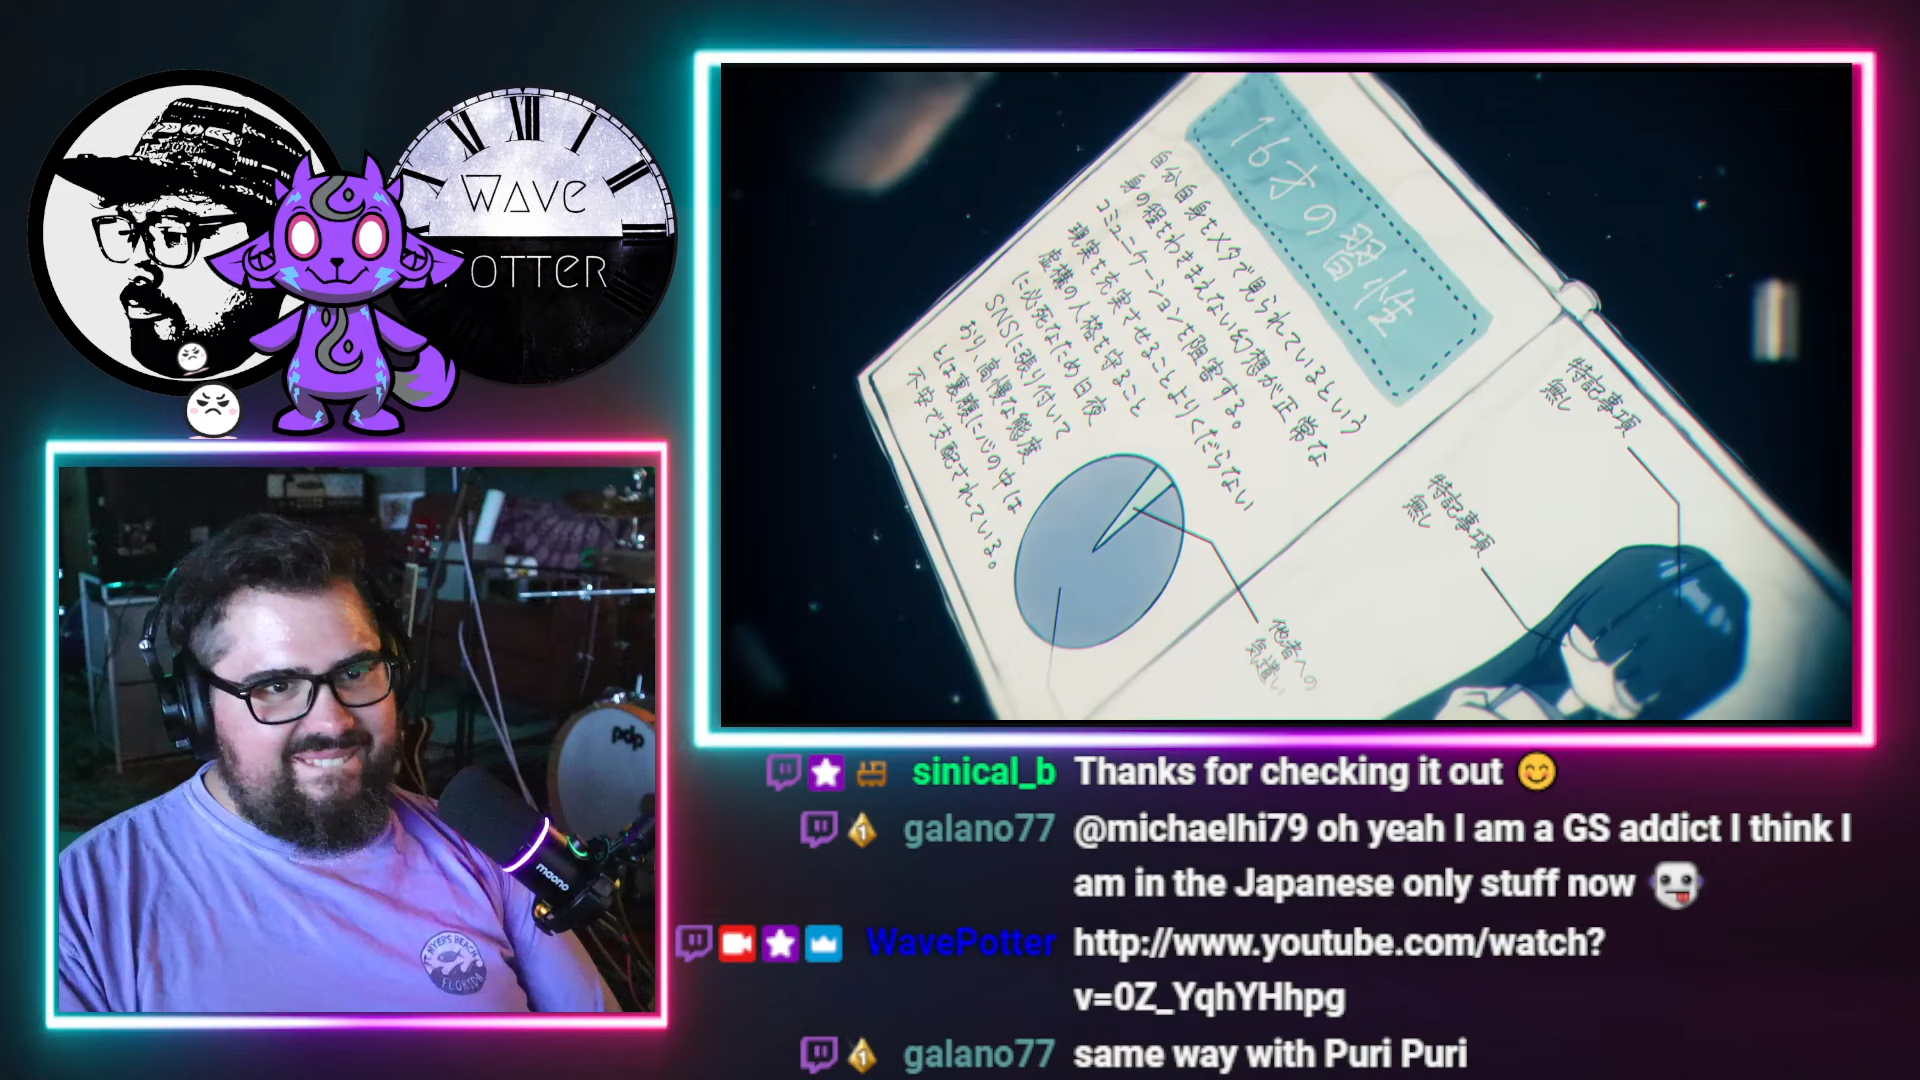 WAVE
POTTER
16才の習性
自分自身をメタで見られているという
身の程をわきまえない幻想が正常な
コミュニケーションを阻害する。
現実を充実させることよりくだらない
虚構の人格を守ること
に必死なため日夜
SNSに張り付いて
おり、高慢な態度
とは裏腹に心の中は
不安で支配されている。
他者への
気遣い
特記事項
無し
特記事項
無し
pdp
maono
FT. MYERS BEACH
FLORIDA
sinical_b Thanks for checking it out 😊
galano77 @michaelhi79 oh yeah I am a GS addict I think I
am in the Japanese only stuff now
WavePotter http://www.youtube.com/watch?
v=0Z_YqhYHhpg
galano77 same way with Puri Puri